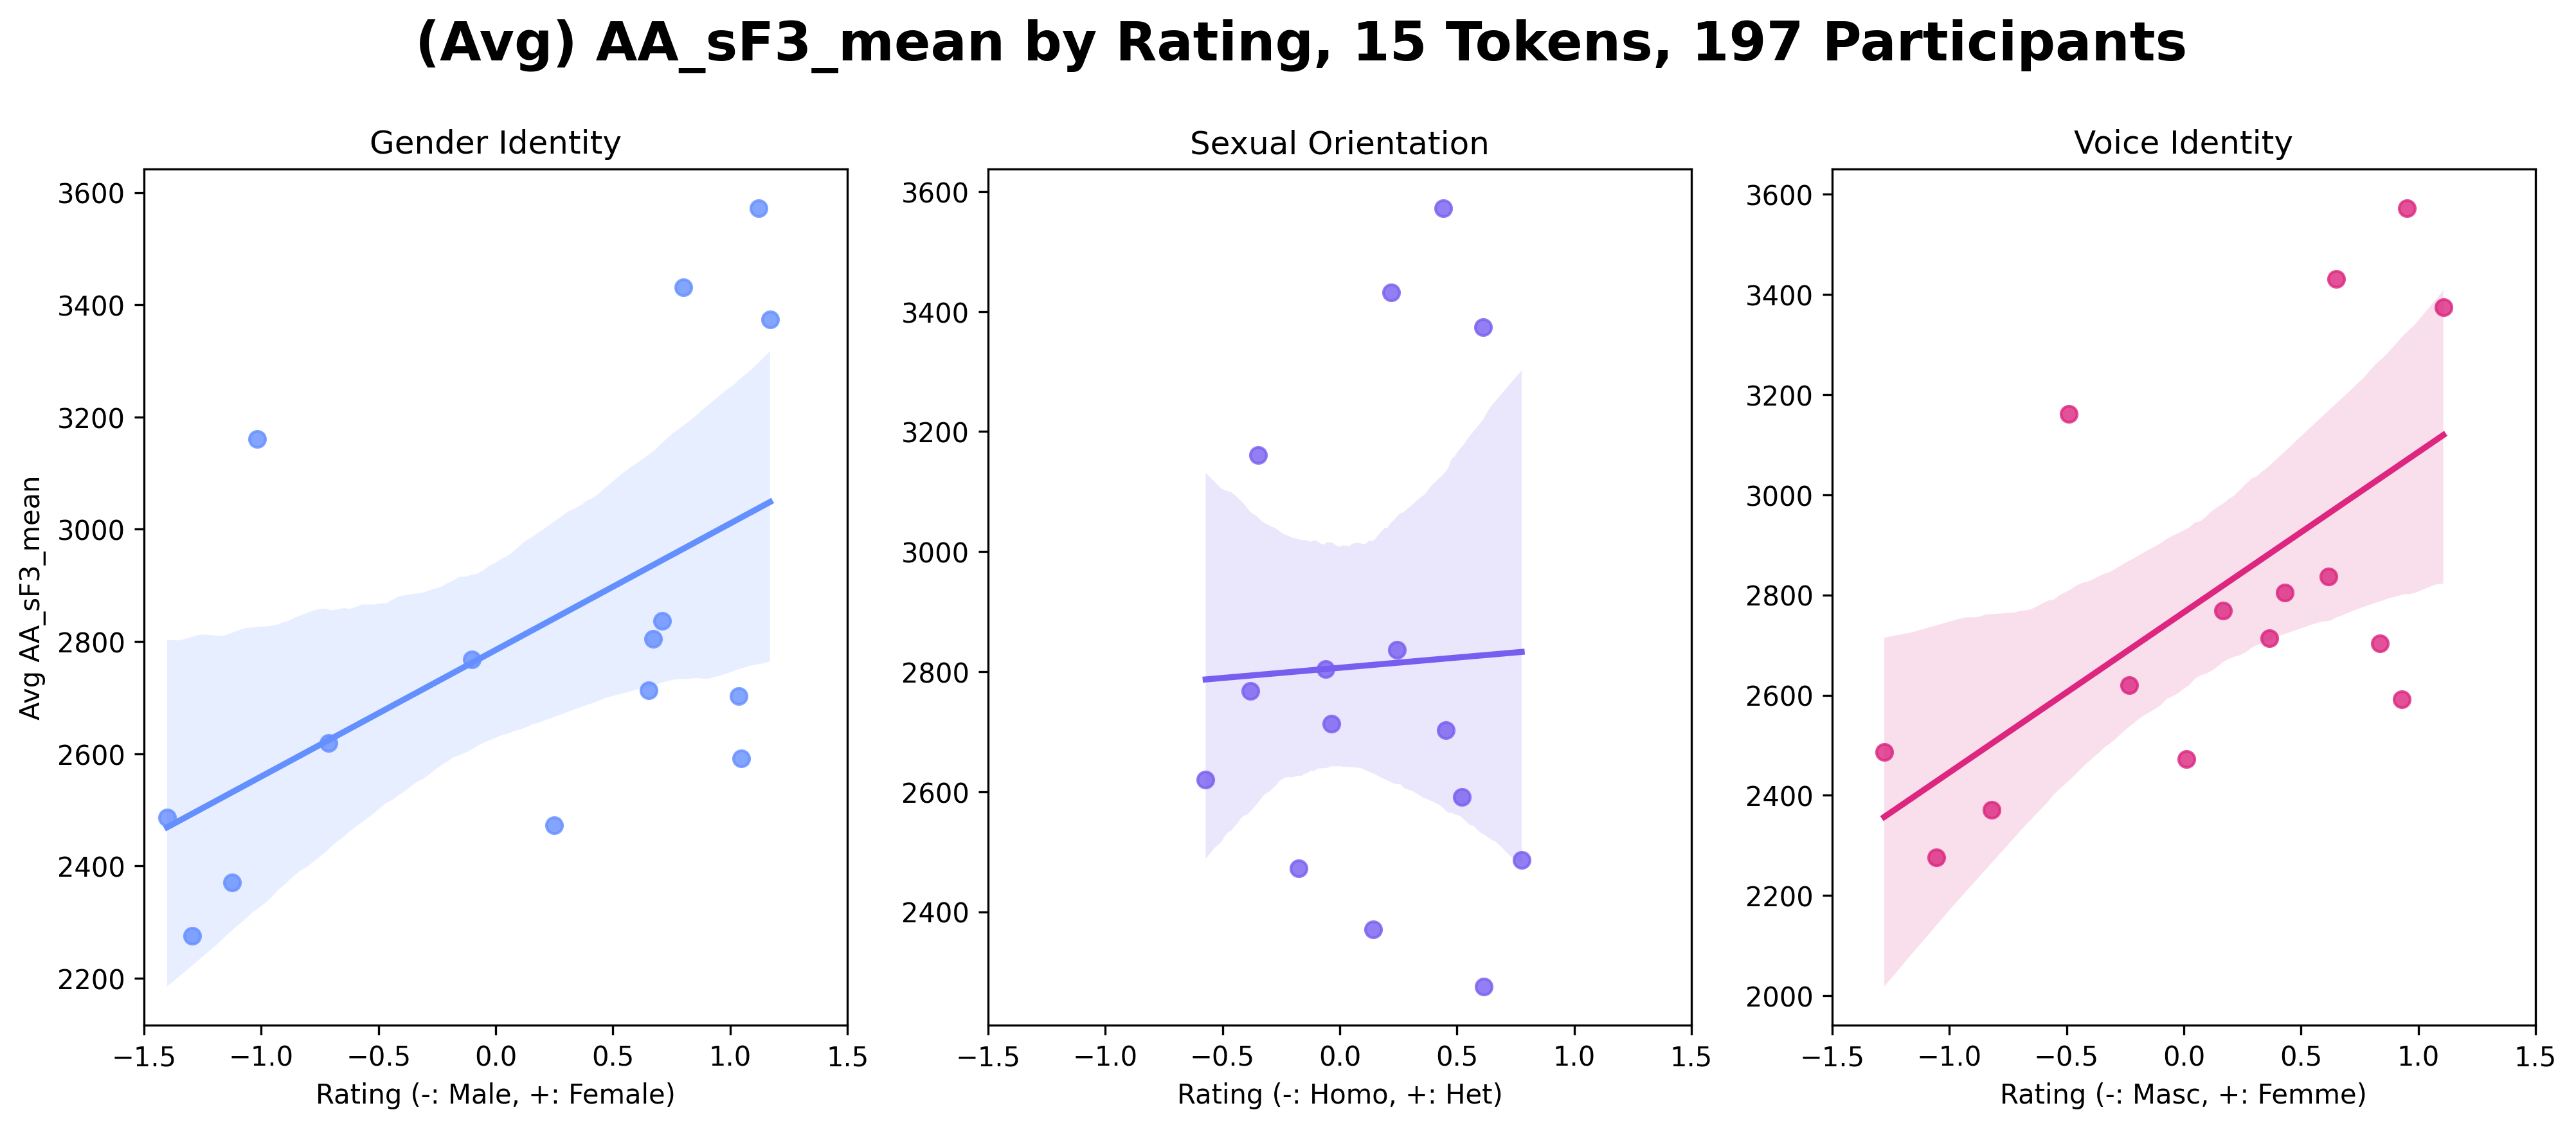 (Avg) AA_sF3_mean by Rating, 15 Tokens, 197 Participants
Gender Identity
Avg AA_sF3_mean
3600
3400
3200
3000
2800
2600
2400
2200
−1.5 −1.0 −0.5 0.0 0.5 1.0 1.5
Rating (-: Male, +: Female)
Sexual Orientation
3600
3400
3200
3000
2800
2600
2400
−1.5 −1.0 −0.5 0.0 0.5 1.0 1.5
Rating (-: Homo, +: Het)
Voice Identity
3600
3400
3200
3000
2800
2600
2400
2200
2000
−1.5 −1.0 −0.5 0.0 0.5 1.0 1.5
Rating (-: Masc, +: Femme)